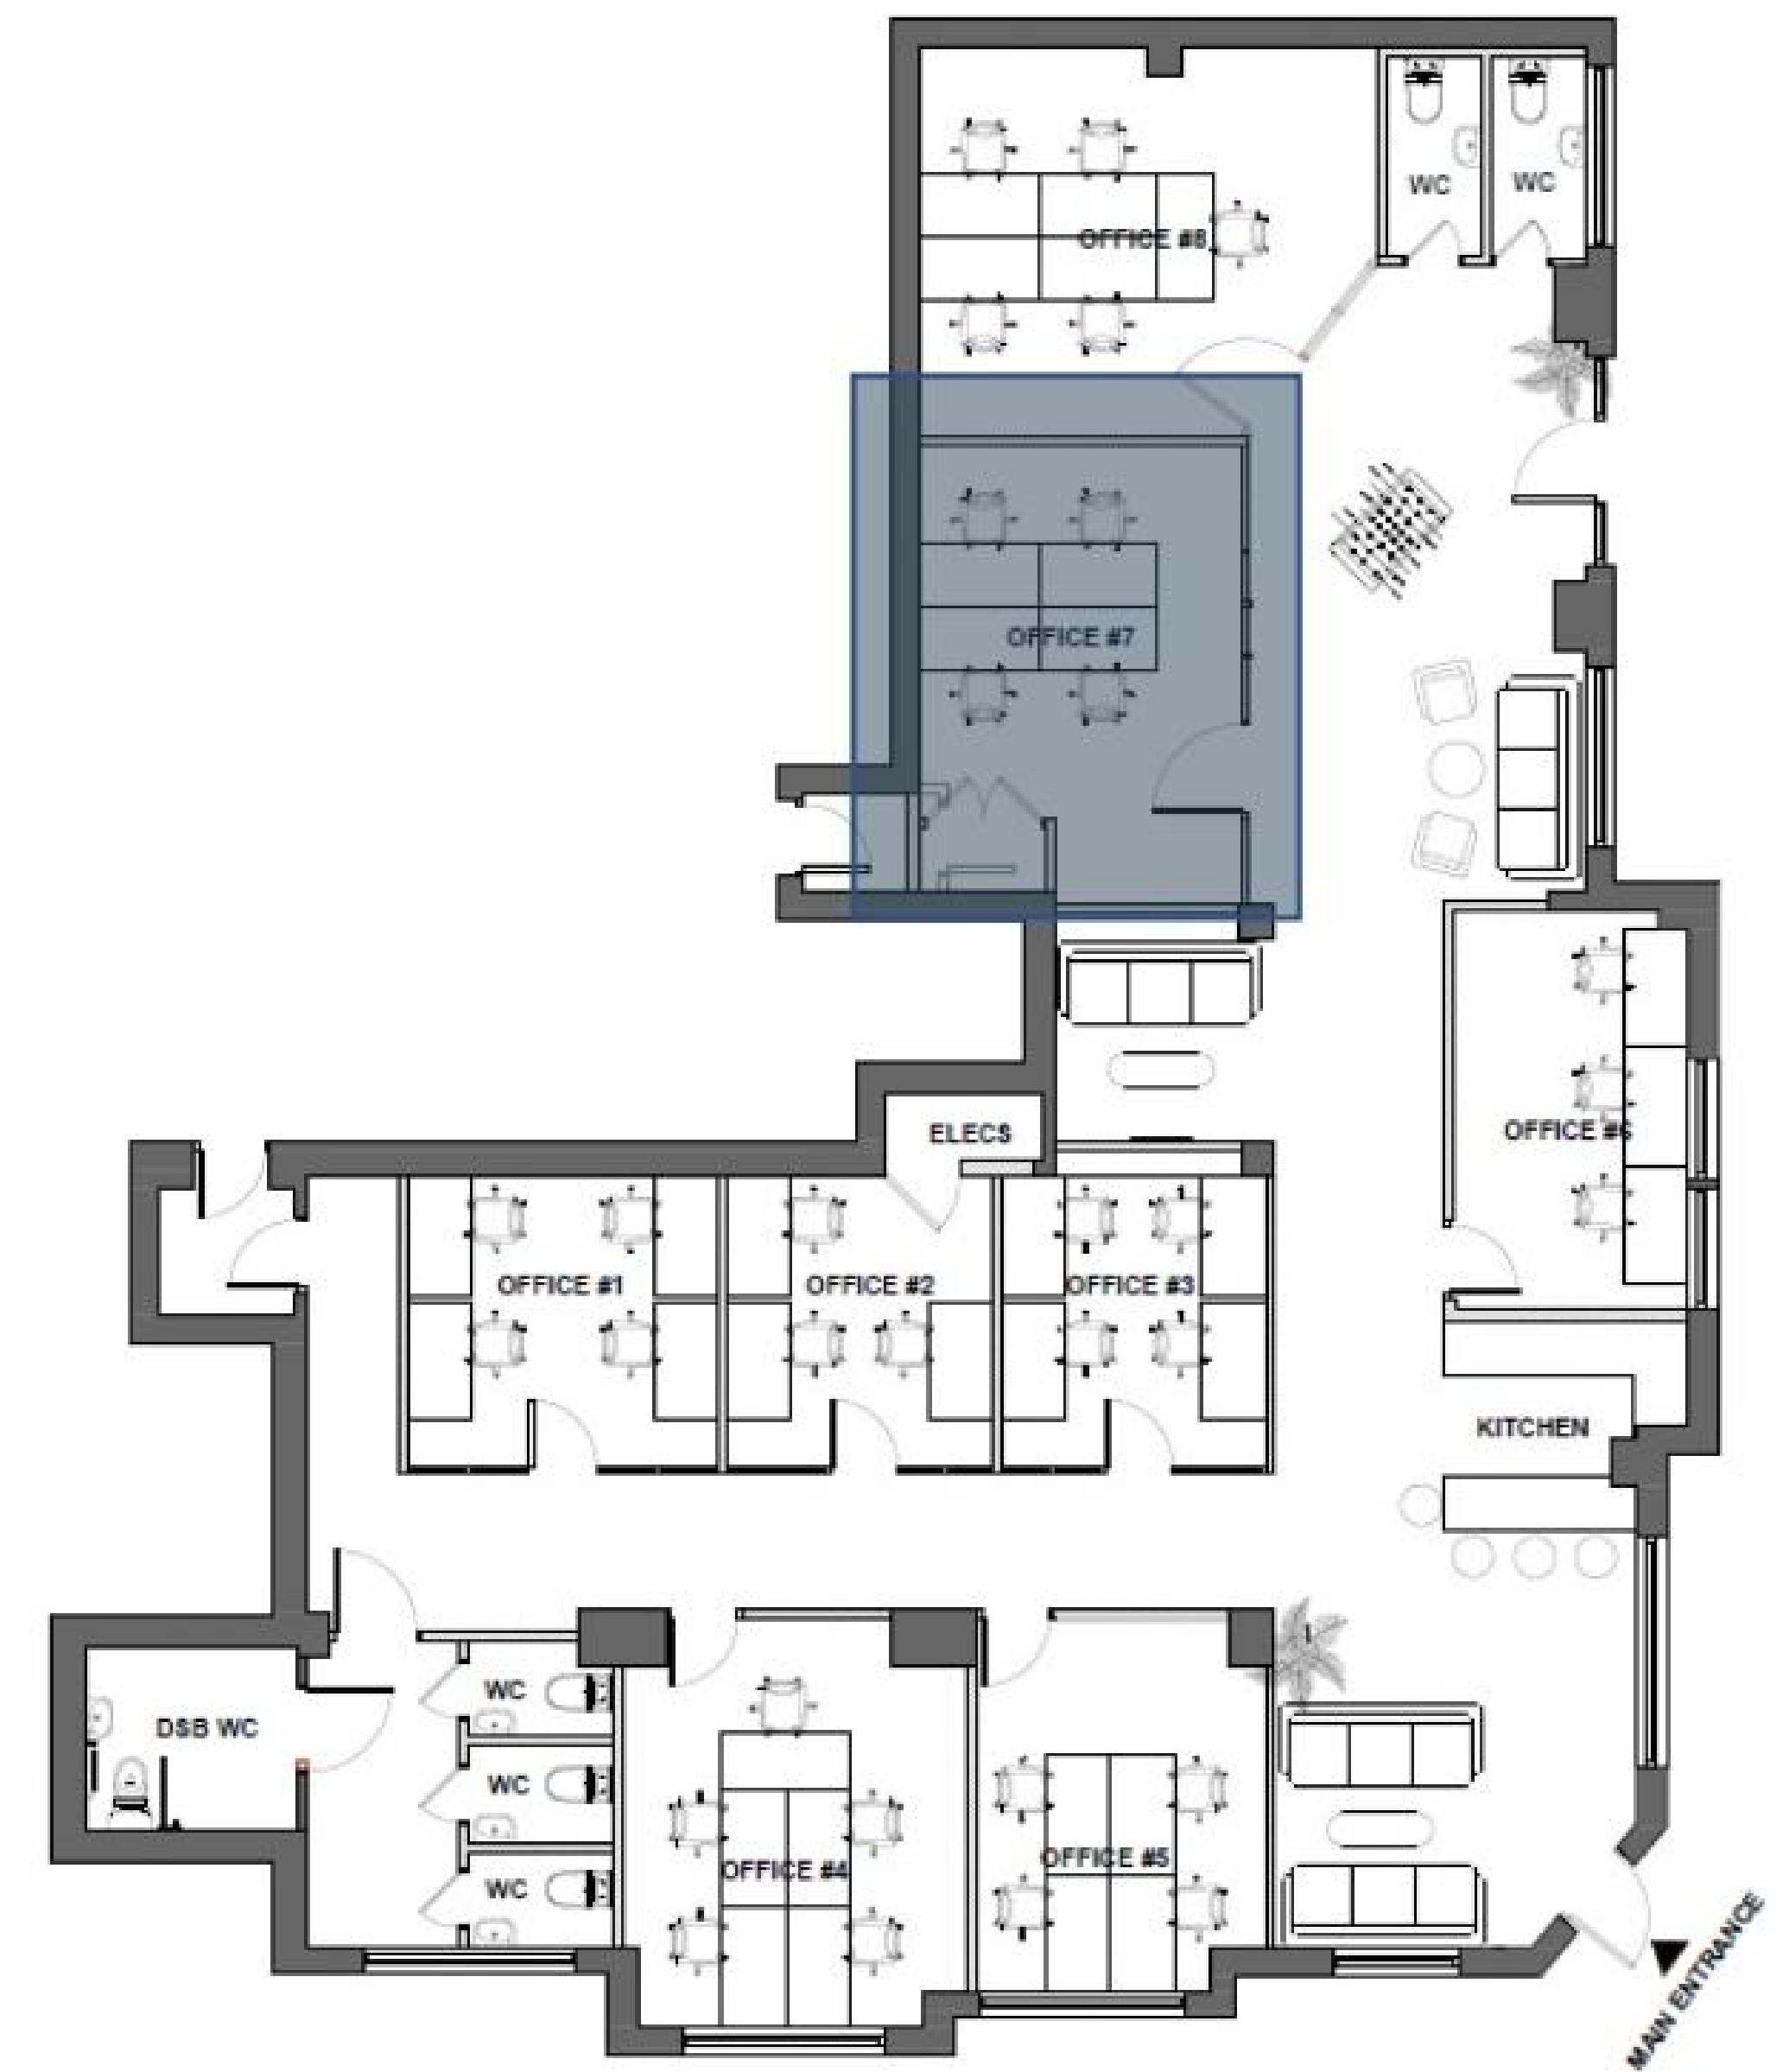 WC
WC
OFFICE #8
OFFICE #7
OFFICE #6
ELECS
OFFICE #1
OFFICE #2
OFFICE #3
KITCHEN
DSB WC
WC
WC
WC
OFFICE #4
OFFICE #5
MAIN ENTRANCE